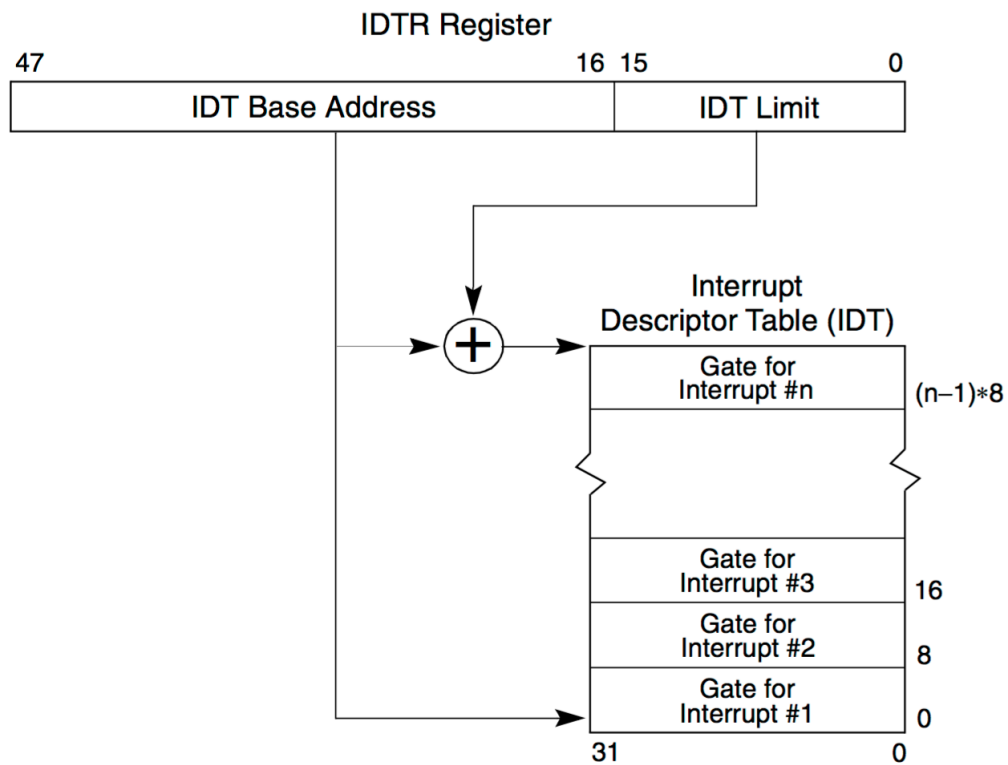 IDTR Register
47 16 15 0
IDT Base Address IDT Limit
Interrupt
Descriptor Table (IDT)
Gate for
Interrupt #n
(n–1)∗8
Gate for
Interrupt #3
16
Gate for
Interrupt #2
8
Gate for
Interrupt #1
0
31 0